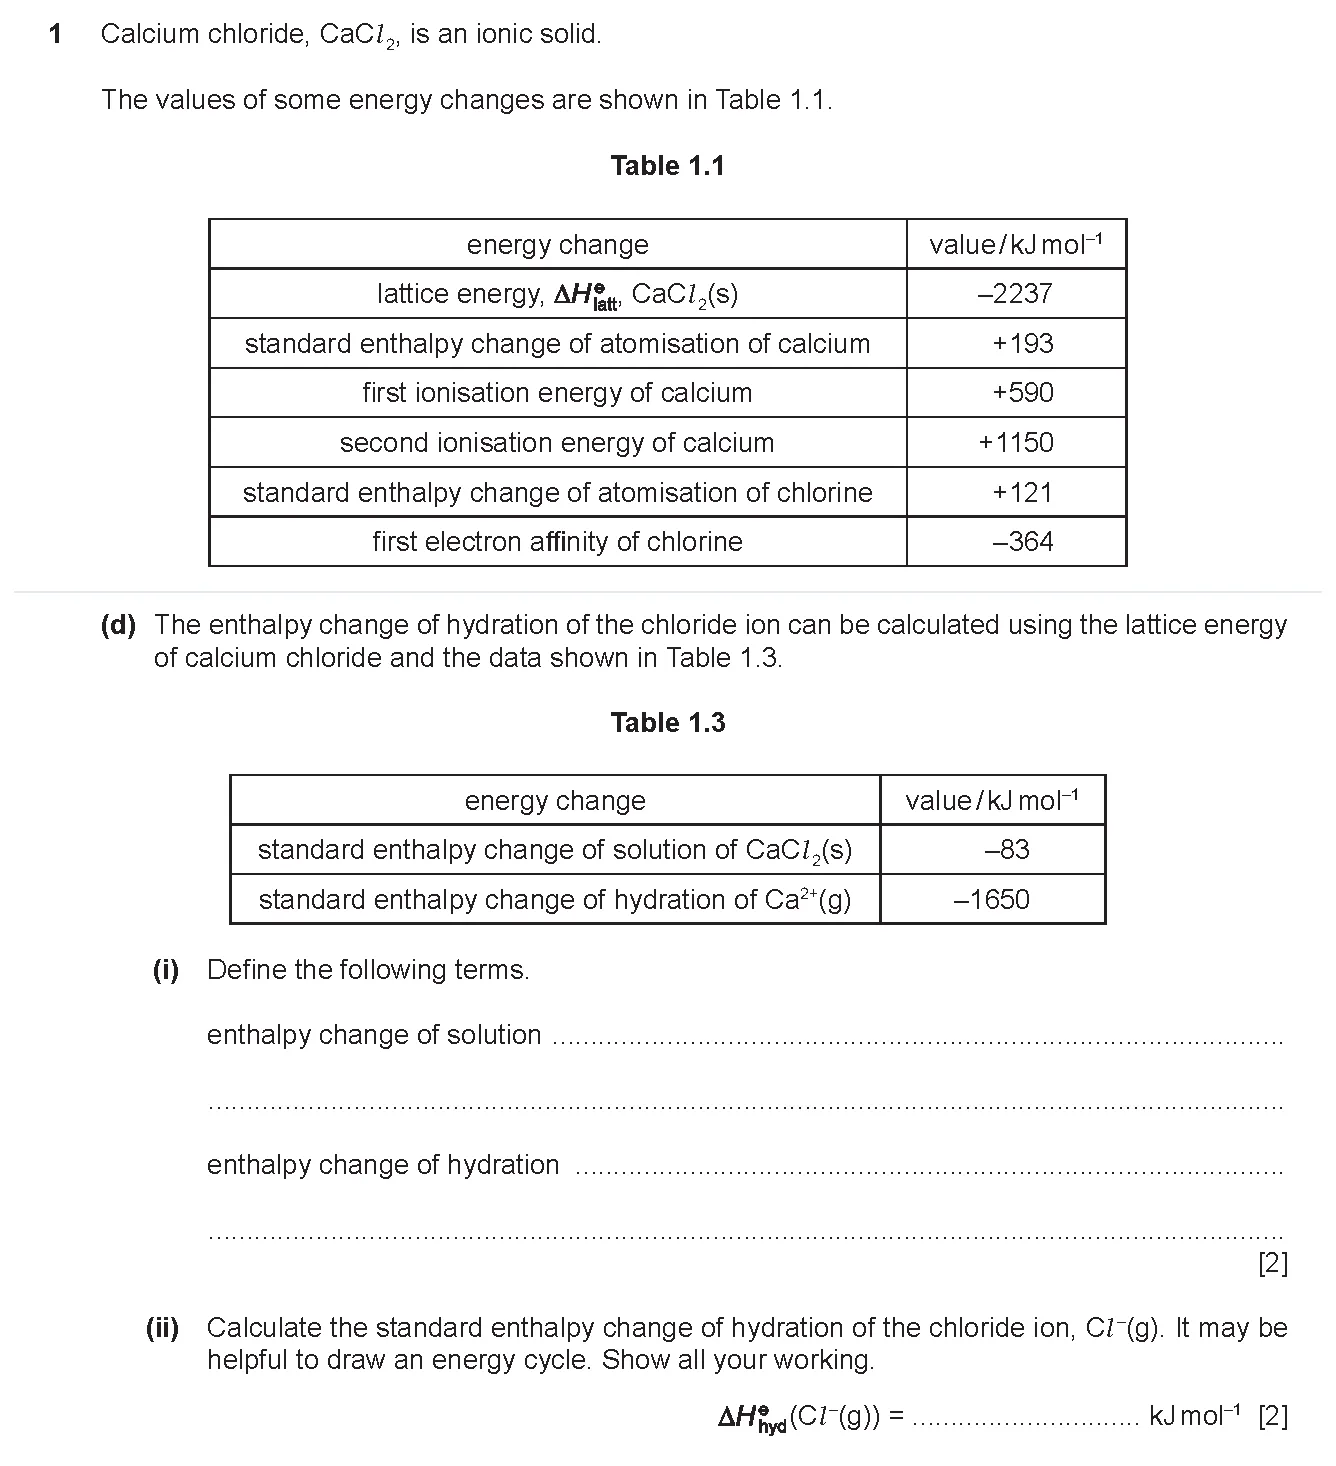 1 Calcium chloride, CaCl₂, is an ionic solid.
The values of some energy changes are shown in Table 1.1.
Table 1.1
energy change value/kJ mol⁻¹
lattice energy, ΔH⦵latt, CaCl₂(s) –2237
standard enthalpy change of atomisation of calcium +193
first ionisation energy of calcium +590
second ionisation energy of calcium +1150
standard enthalpy change of atomisation of chlorine +121
first electron affinity of chlorine –364
(d) The enthalpy change of hydration of the chloride ion can be calculated using the lattice energy
of calcium chloride and the data shown in Table 1.3.
Table 1.3
energy change value/kJ mol⁻¹
standard enthalpy change of solution of CaCl₂(s) –83
standard enthalpy change of hydration of Ca²⁺(g) –1650
(i) Define the following terms.
enthalpy change of solution ................................................................................................
............................................................................................................................................
enthalpy change of hydration .............................................................................................
............................................................................................................................................
[2]
(ii) Calculate the standard enthalpy change of hydration of the chloride ion, Cl⁻(g). It may be
helpful to draw an energy cycle. Show all your working.
ΔH⦵hyd(Cl⁻(g)) = .............................. kJ mol⁻¹ [2]